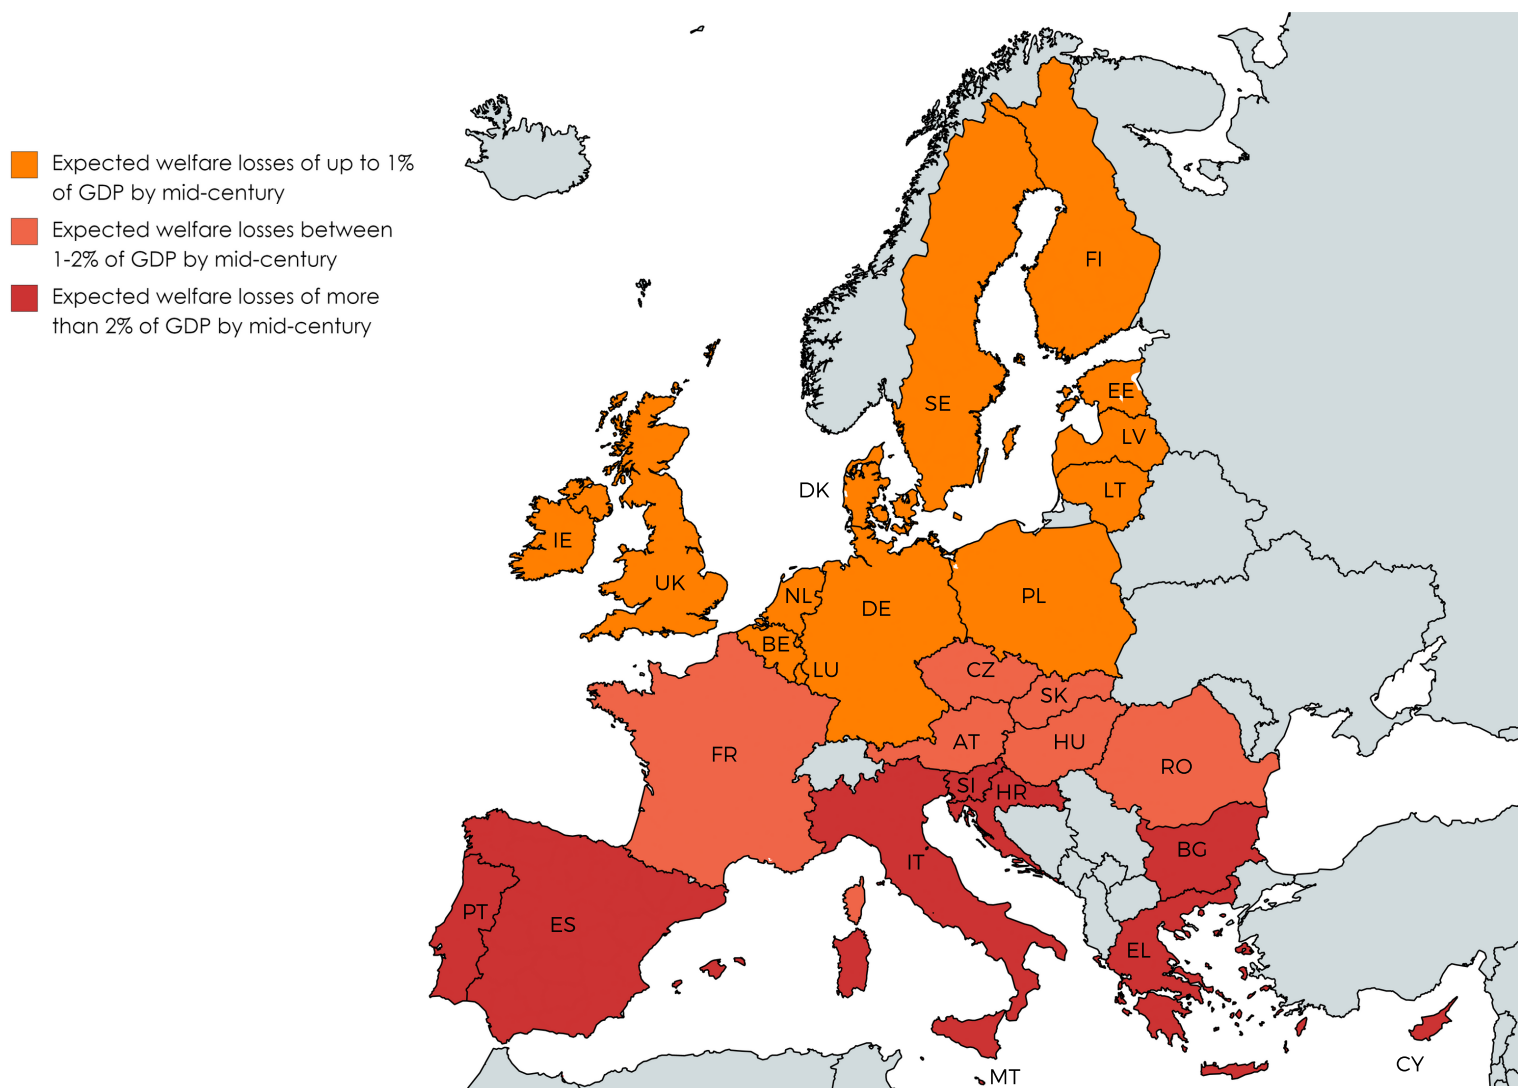 Expected welfare losses of up to 1%
of GDP by mid-century
Expected welfare losses between
1-2% of GDP by mid-century
Expected welfare losses of more
than 2% of GDP by mid-century
FI
SE
EE
LV
LT
DK
IE
UK
NL
DE
PL
BE
LU
CZ
SK
AT
HU
FR
RO
SI
HR
IT
BG
PT
ES
EL
MT
CY